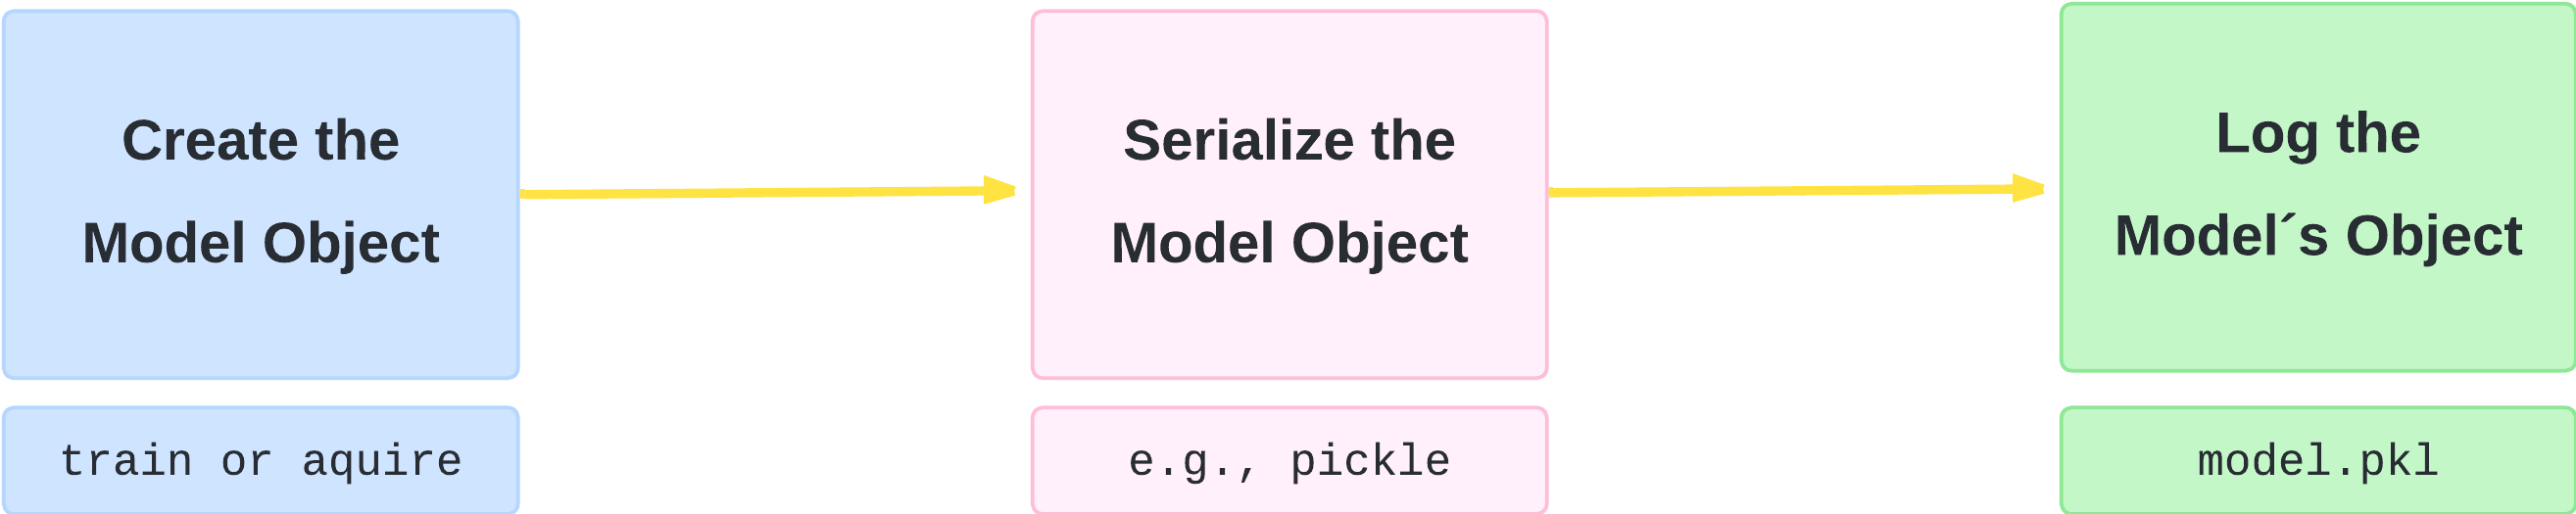 Create the
Model Object
Serialize the
Model Object
Log the
Model´s Object
train or aquire
e.g., pickle
model.pkl